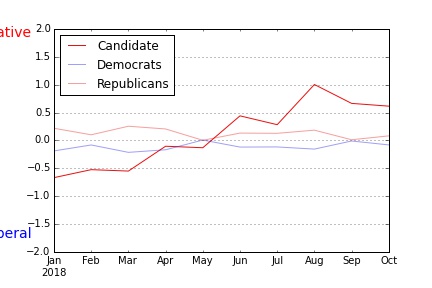 2.0
ative
1.5
Candidate
Democrats
Republicans
1.0
0.5
0.0
−0.5
−1.0
−1.5
beral
−2.0
Jan Feb Mar Apr May Jun Jul Aug Sep Oct
2018